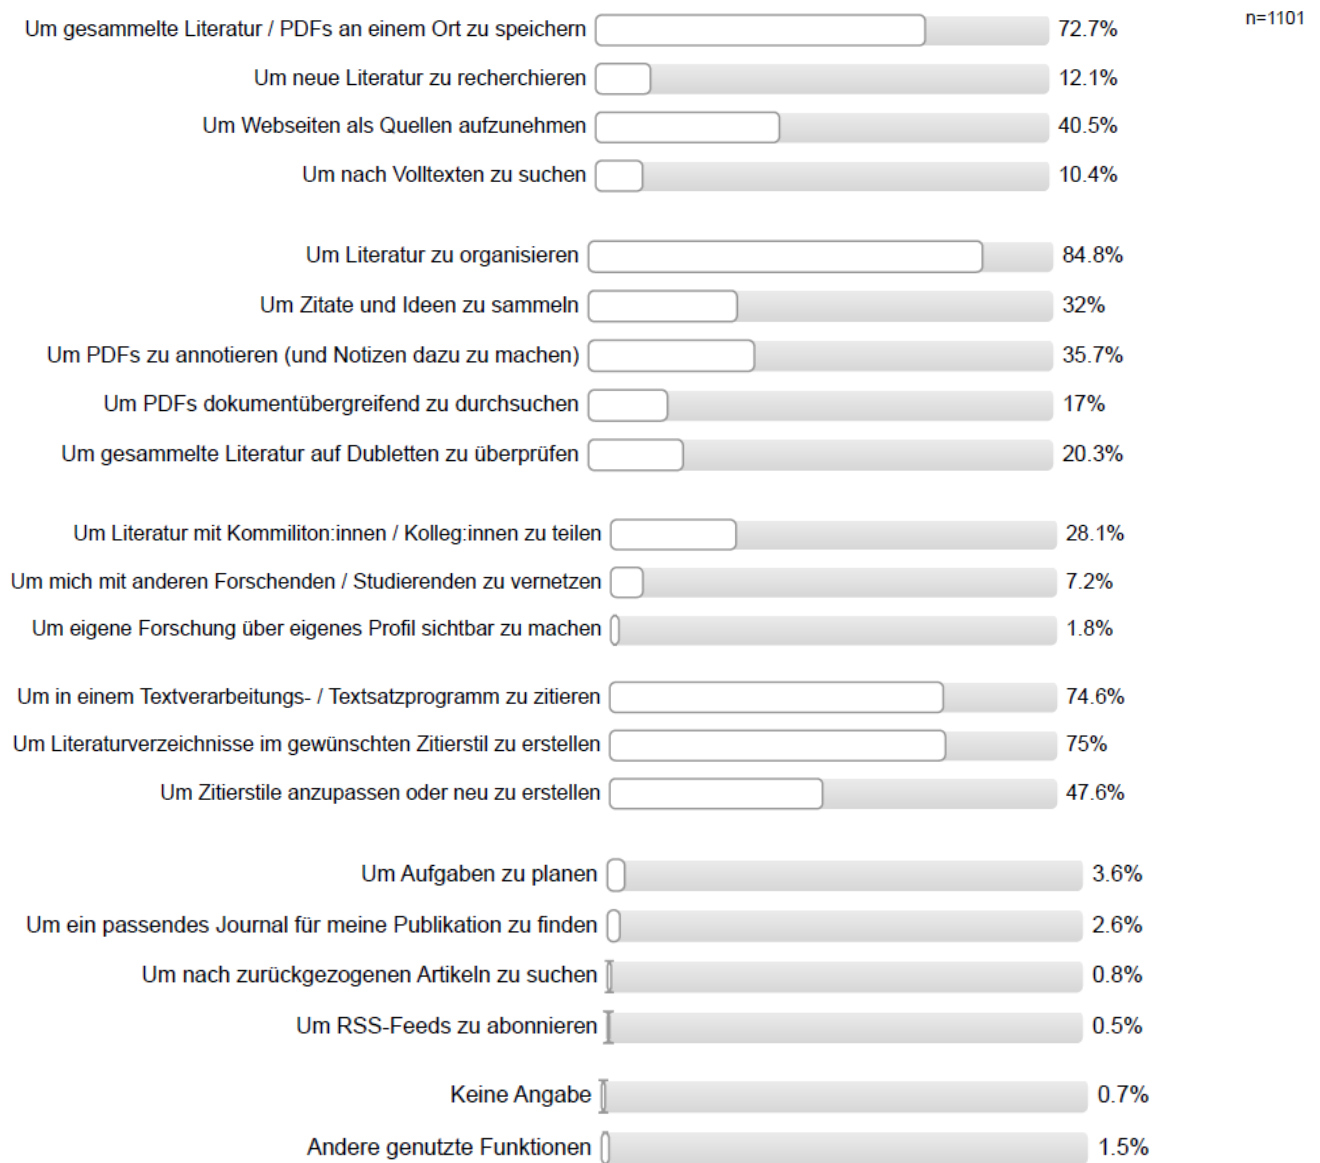 n=1101
Um gesammelte Literatur / PDFs an einem Ort zu speichern 72.7%
Um neue Literatur zu recherchieren 12.1%
Um Webseiten als Quellen aufzunehmen 40.5%
Um nach Volltexten zu suchen 10.4%
Um Literatur zu organisieren 84.8%
Um Zitate und Ideen zu sammeln 32%
Um PDFs zu annotieren (und Notizen dazu zu machen) 35.7%
Um PDFs dokumentübergreifend zu durchsuchen 17%
Um gesammelte Literatur auf Dubletten zu überprüfen 20.3%
Um Literatur mit Kommiliton:innen / Kolleg:innen zu teilen 28.1%
Um mich mit anderen Forschenden / Studierenden zu vernetzen 7.2%
Um eigene Forschung über eigenes Profil sichtbar zu machen 1.8%
Um in einem Textverarbeitungs- / Textsatzprogramm zu zitieren 74.6%
Um Literaturverzeichnisse im gewünschten Zitierstil zu erstellen 75%
Um Zitierstile anzupassen oder neu zu erstellen 47.6%
Um Aufgaben zu planen 3.6%
Um ein passendes Journal für meine Publikation zu finden 2.6%
Um nach zurückgezogenen Artikeln zu suchen 0.8%
Um RSS-Feeds zu abonnieren 0.5%
Keine Angabe 0.7%
Andere genutzte Funktionen 1.5%